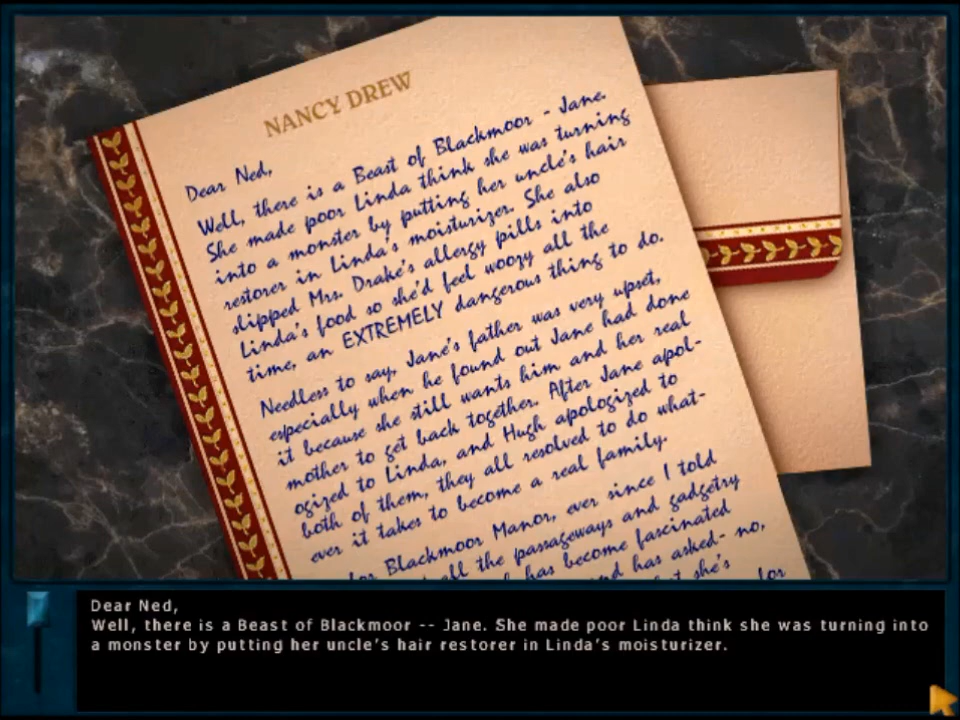 NANCY DREW
Dear Ned,
Well, there is a Beast of Blackmoor - Jane.
She made poor Linda think she was turning
into a monster by putting her uncle's hair
restorer in Linda's moisturizer. She also
slipped Mrs. Drake's allergy pills into
Linda's food so she'd feel woozy all the
time, an EXTREMELY dangerous thing to do.
Needless to say, Jane's father was very upset,
especially when he found out Jane had done
it because she still wants him and her real
mother to get back together. After Jane apol-
ogized to Linda, and Hugh apologized to
both of them, they all resolved to do what-
ever it takes to become a real family.
for Blackmoor Manor, ever since I told
all the passageways and gadgetry
has become fascinated
and has asked- no,
she's
for
Dear Ned,
Well, there is a Beast of Blackmoor -- Jane. She made poor Linda think she was turning into
a monster by putting her uncle's hair restorer in Linda's moisturizer.